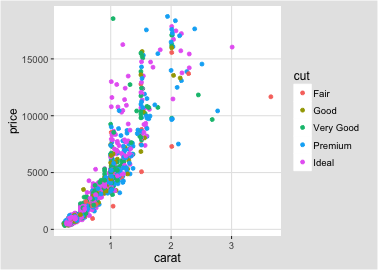 price
15000
10000
5000
0
1
2
3
carat
cut
Fair
Good
Very Good
Premium
Ideal